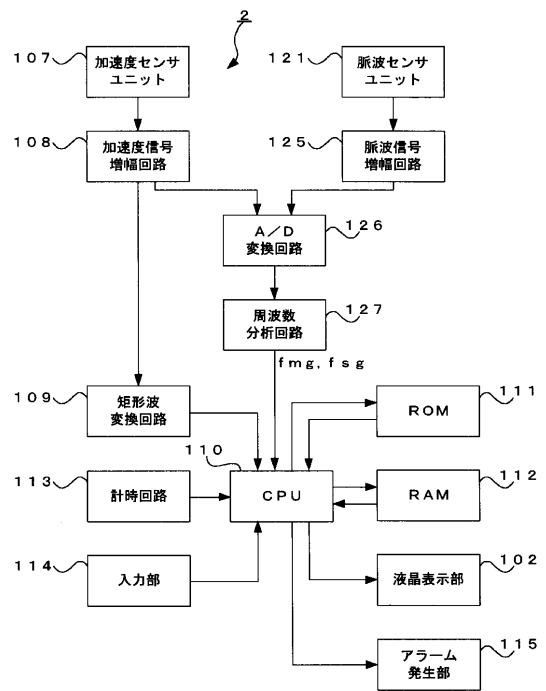 2
107
加速度センサ
ユニット
121
脈波センサ
ユニット
108
加速度信号
増幅回路
125
脈波信号
増幅回路
A／D
変換回路
126
周波数
分析回路
127
fmg, fsg
109
矩形波
変換回路
ROM
111
110
CPU
113
計時回路
RAM
112
114
入力部
液晶表示部
102
アラーム
発生部
115